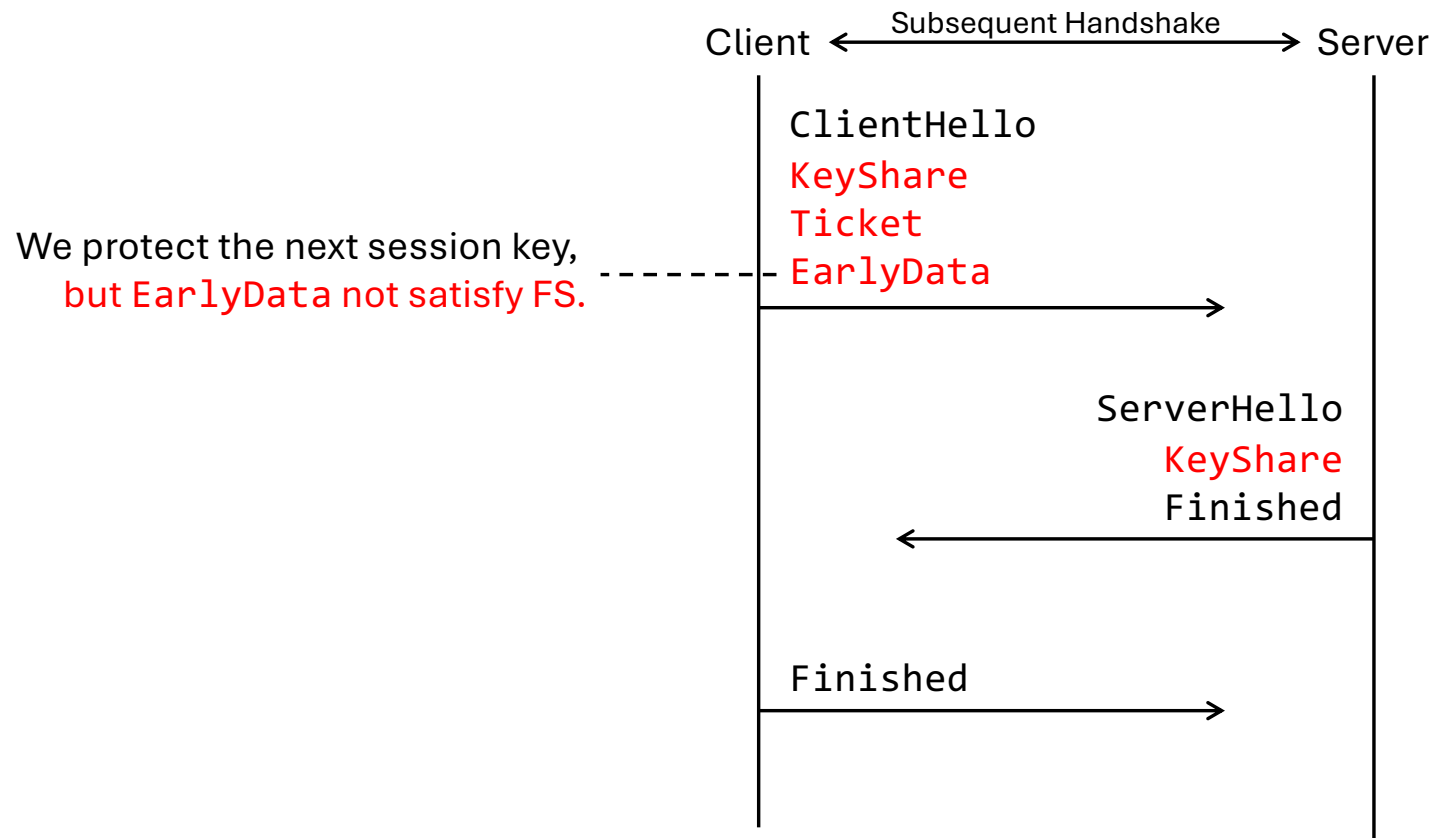 Subsequent Handshake
Client
Server
ClientHello
KeyShare
Ticket
EarlyData
We protect the next session key,
but EarlyData not satisfy FS.
ServerHello
KeyShare
Finished
Finished